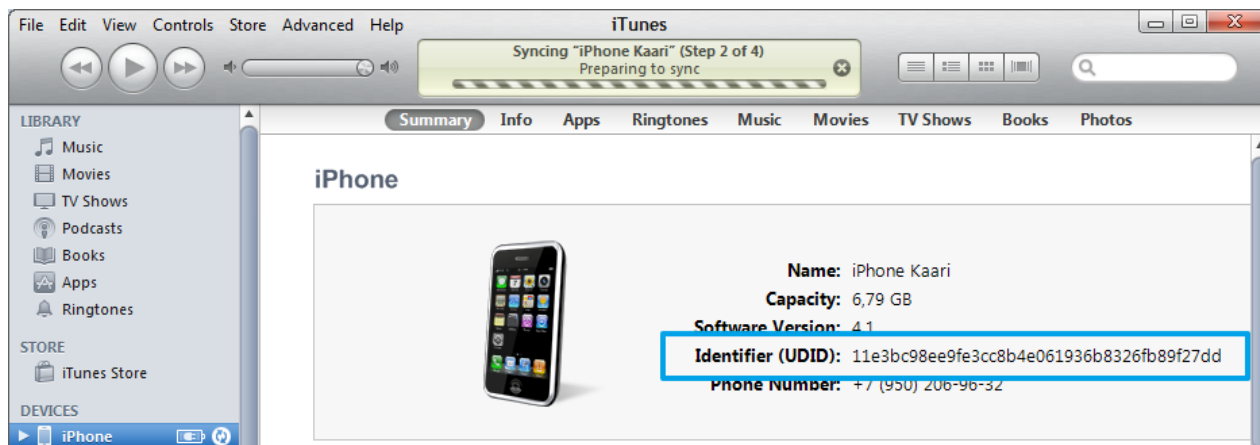 File Edit View Controls Store Advanced Help
iTunes
Syncing “iPhone Kaari” (Step 2 of 4)
Preparing to sync
LIBRARY
Music
Movies
TV Shows
Podcasts
Books
Apps
Ringtones
STORE
iTunes Store
DEVICES
iPhone
Summary Info Apps Ringtones Music Movies TV Shows Books Photos
iPhone
Name: iPhone Kaari
Capacity: 6,79 GB
Software Version: 4.1
Identifier (UDID): 11e3bc98ee9fe3cc8b4e061936b8326fb89f27dd
Phone Number: +7 (950) 206-96-32